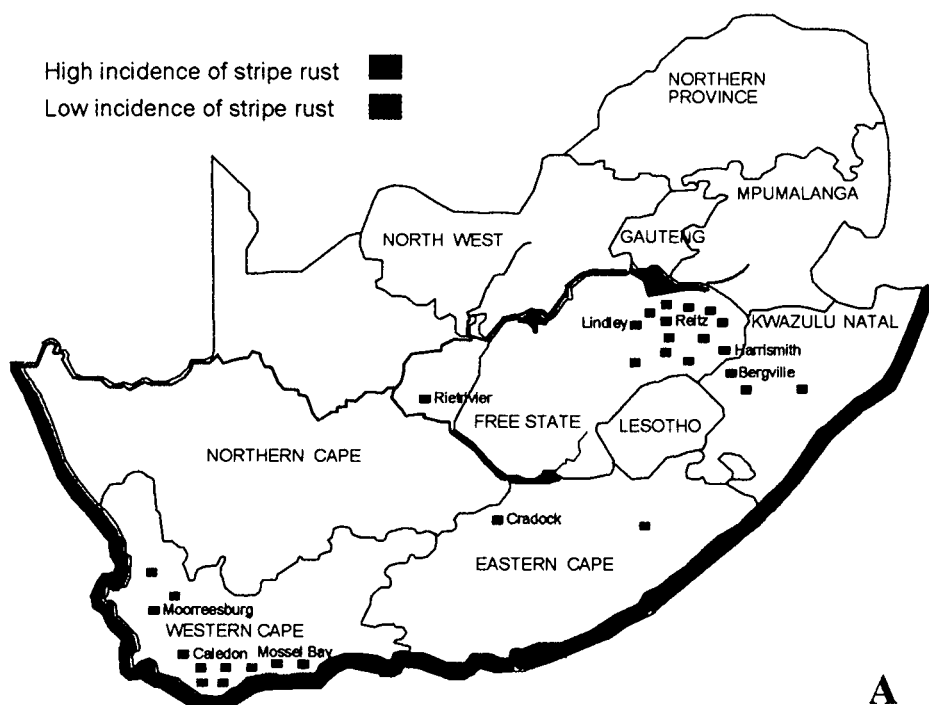 High incidence of stripe rust
Low incidence of stripe rust
NORTHERN
PROVINCE
MPUMALANGA
NORTH WEST
GAUTENG
Lindley
Reitz
KWAZULU NATAL
Harrismith
Bergville
Rietrivier
FREE STATE
LESOTHO
NORTHERN CAPE
Cradock
EASTERN CAPE
Moorreesburg
WESTERN CAPE
Caledon
Mossel Bay
A